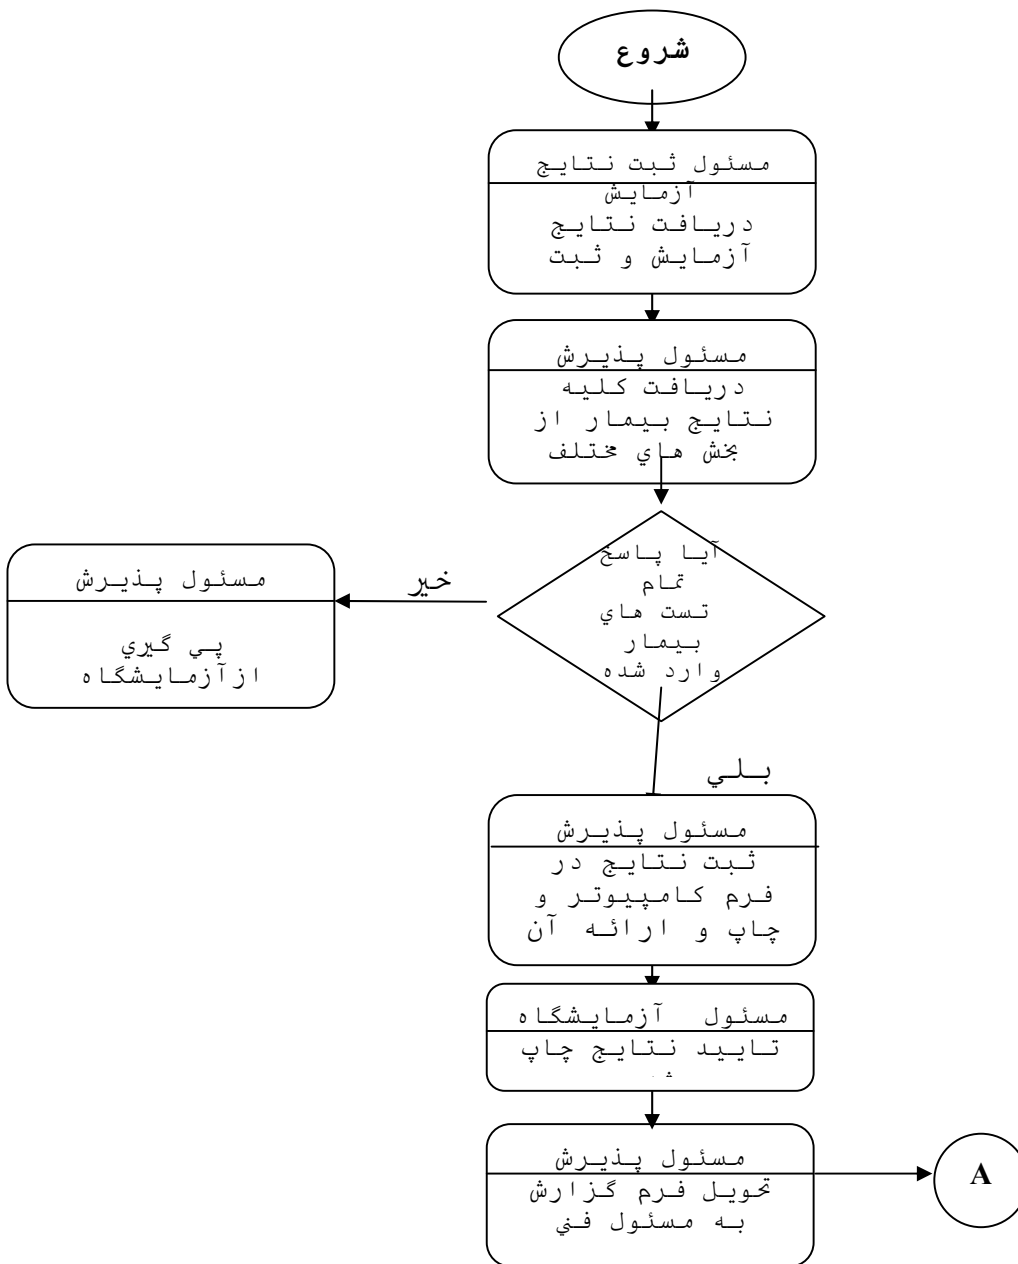 شروع
مسئول ثبت نتايج
آزمايش
دريافت نتايج
آزمايش و ثبت
مسئول پذيرش
دريافت كليه
نتايج بيمار از
بخش هاي مختلف
آيا پاسخ
تمام
تست هاي
بيمار
وارد شده
خير
مسئول پذيرش
پي گيري
ازآزمايشگاه
بلي
مسئول پذيرش
ثبت نتايج در
فرم كامپيوتر و
چاپ و ارائه آن
مسئول آزمايشگاه
تاييد نتايج چاپ
مسئول پذيرش
تحويل فرم گزارش
به مسئول فني
A